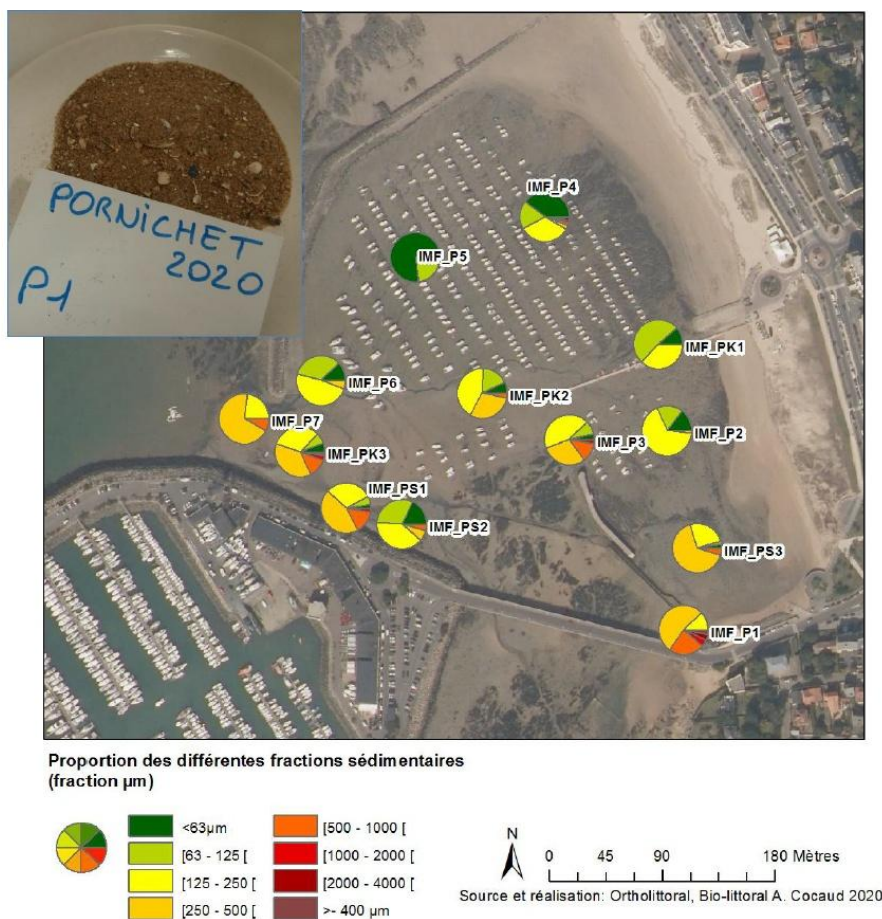 PORNICHET
2020
P1
IMF_P4
IMF_P5
IMF_PK1
IMF_P6
IMF_PK2
IMF_P7
IMF_P3
IMF_P2
IMF_PK3
IMF_PS1
IMF_PS2
IMF_PS3
IMF_P1
Proportion des différentes fractions sédimentaires
(fraction µm)
<63µm
[63 - 125 [
[125 - 250 [
[250 - 500 [
[500 - 1000 [
[1000 - 2000 [
[2000 - 4000 [
>- 400 µm
N
0 45 90 180 Mètres
Source et réalisation: Ortholittoral, Bio-littoral A. Cocaud 2020